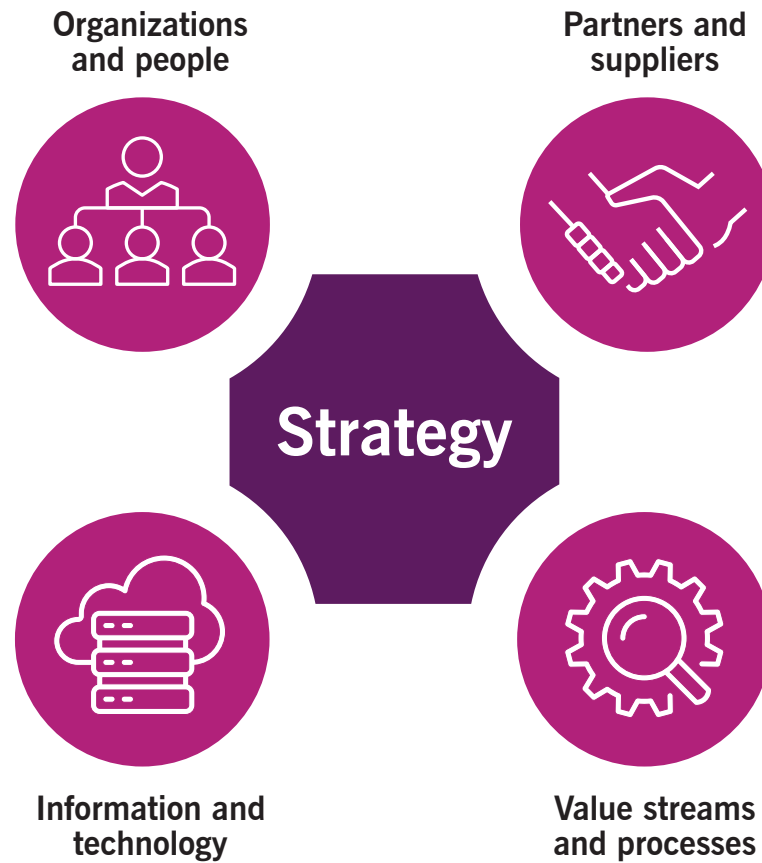 Organizations
and people
Partners and
suppliers
Strategy
Information and
technology
Value streams
and processes